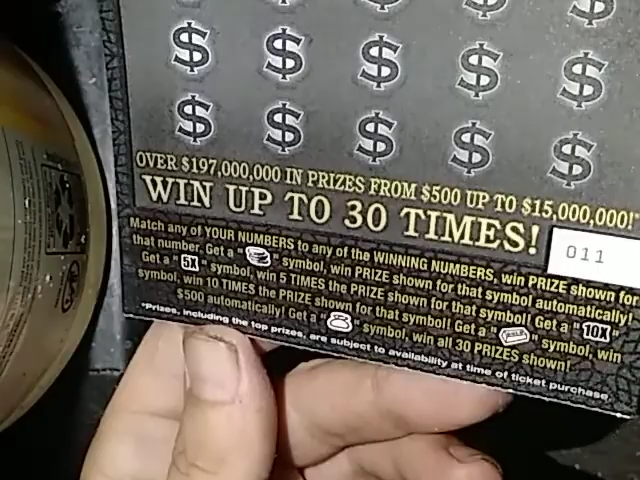 $ $ $ $ $
$ $ $ $ $
OVER $197,000,000 IN PRIZES FROM $500 UP TO $15,000,000!
WIN UP TO 30 TIMES!
011
Match any of YOUR NUMBERS to any of the WINNING NUMBERS, win PRIZE shown for
that number. Get a " " symbol, win PRIZE shown for that symbol automatically!
Get a "5X" symbol, win 5 TIMES the PRIZE shown for that symbol! Get a "10X"
symbol, win 10 TIMES the PRIZE shown for that symbol! Get a " " symbol, win
$500 automatically! Get a " " symbol, win all 30 PRIZES shown!
*Prizes, including the top prizes, are subject to availability at time of ticket purchase.